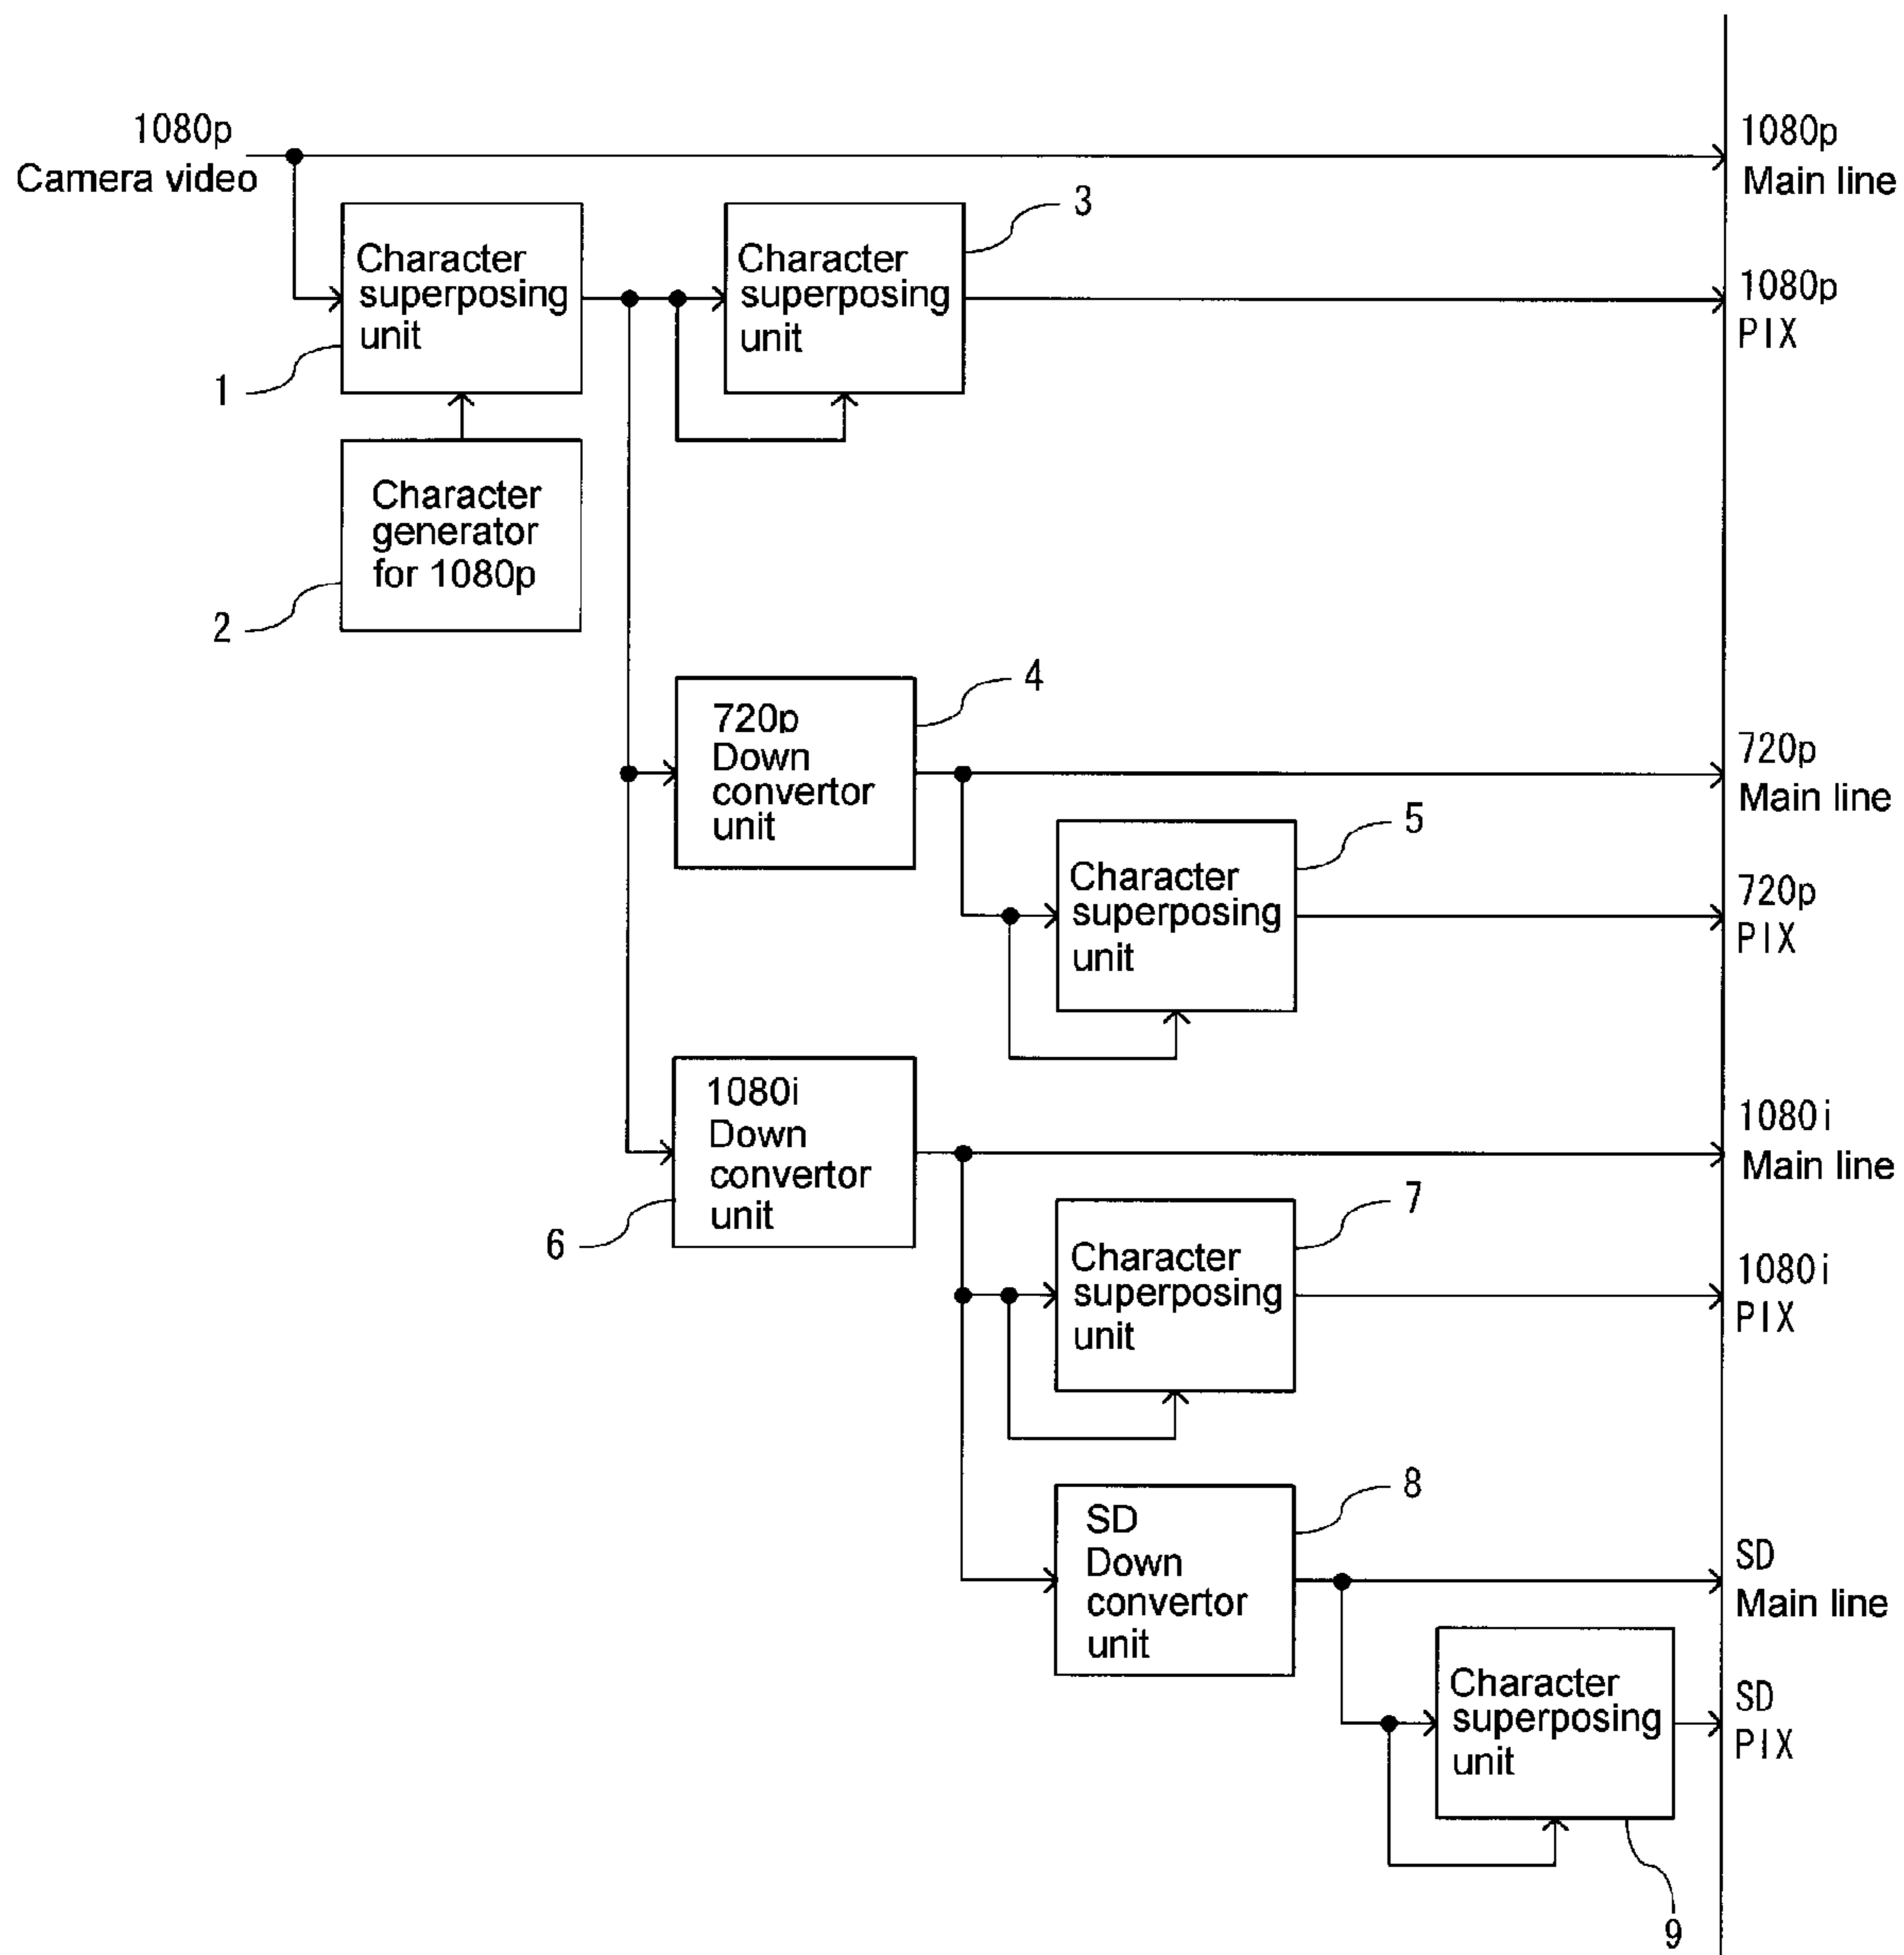 1080p
Camera video
1080p
Main line
3
Character
superposing
unit
Character
superposing
unit
1080p
PIX
1
Character
generator
for 1080p
2
4
720p
Down
convertor
unit
720p
Main line
5
Character
superposing
unit
720p
PIX
1080i
Down
convertor
unit
6
1080i
Main line
7
Character
superposing
unit
1080i
PIX
8
SD
Down
convertor
unit
SD
Main line
Character
superposing
unit
SD
PIX
9